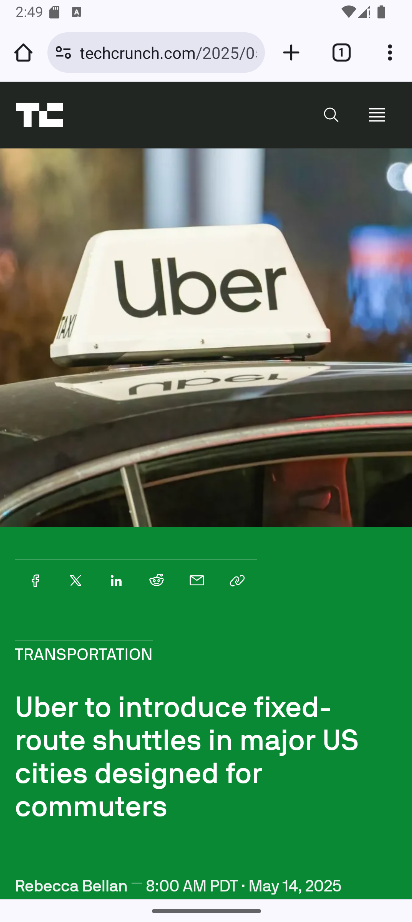 2:49
techcrunch.com/2025/0
1
TC
Uber
TAXI
TRANSPORTATION
Uber to introduce fixed-
route shuttles in major US
cities designed for
commuters
Rebecca Bellan — 8:00 AM PDT · May 14, 2025